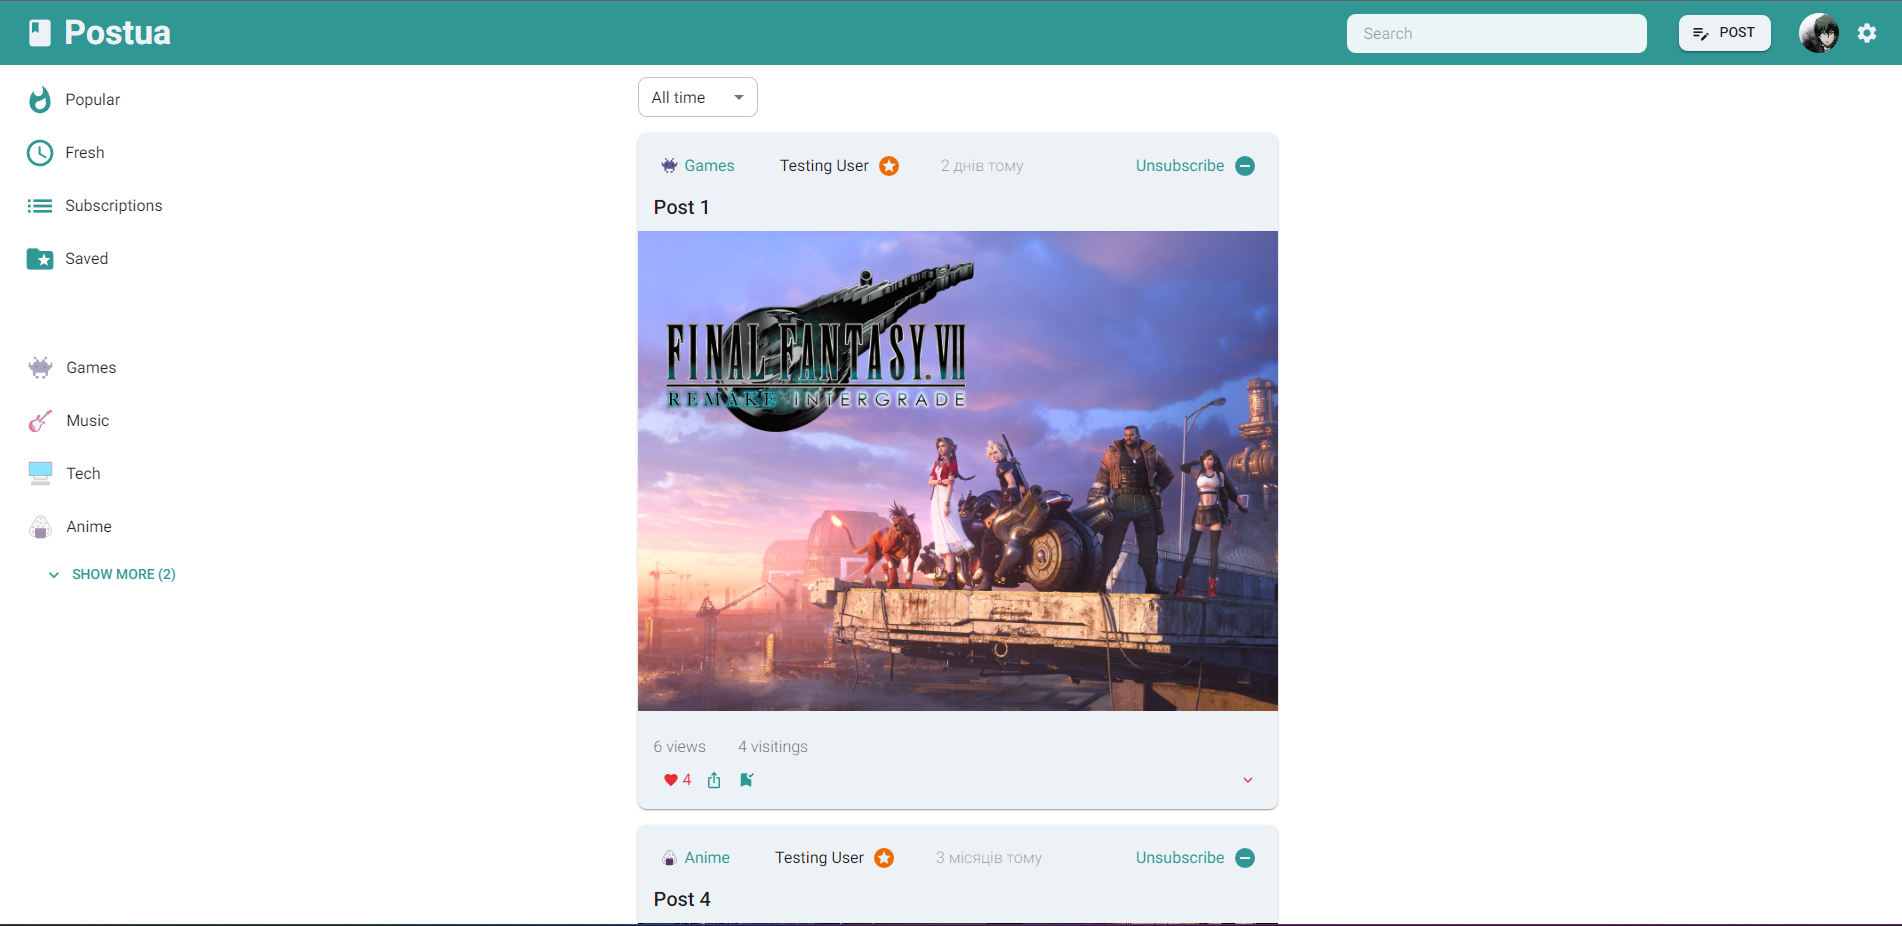 Postua
Search
POST
Popular
Fresh
Subscriptions
Saved
Games
Music
Tech
Anime
SHOW MORE (2)
All time
Games Testing User 2 днів тому Unsubscribe
Post 1
FINAL FANTASY. VII
REMAKE INTERGRADE
6 views 4 visitings
4
Anime Testing User 3 місяців тому Unsubscribe
Post 4